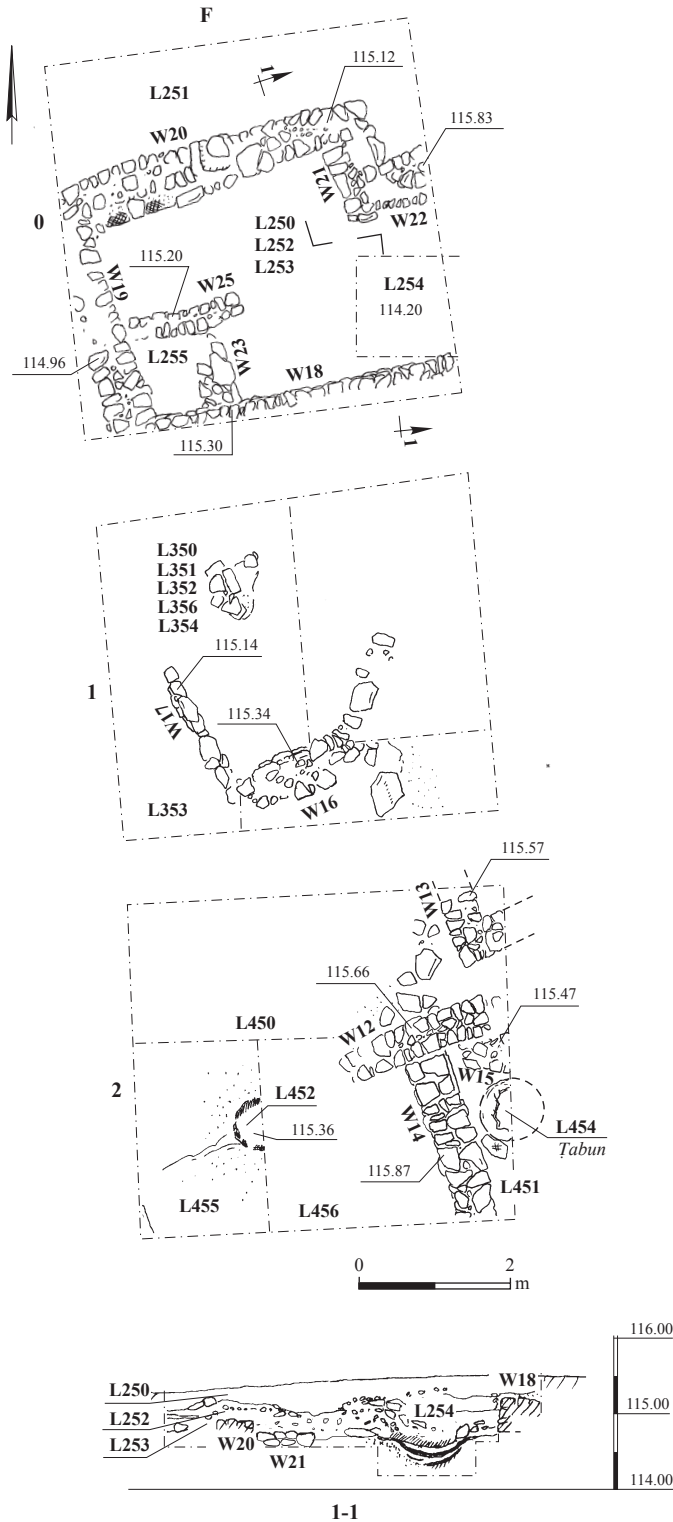 F
115.12
1
L251
115.83
W20
W21
L250
W22
0
L252
115.20
L253
W19
W25
L254
114.20
114.96
L255
W23
W18
115.30
1
L350
L351
L352
L356
L354
115.14
1
W17
115.34
L353
W16
115.57
W13
115.66
115.47
L450
W12
W15
2
L452
115.36
W14
L454
Ṭabun
115.87
L455
L456
L451
0
2
m
116.00
W18
L250
115.00
L252
L254
L253
W20
W21
114.00
1-1